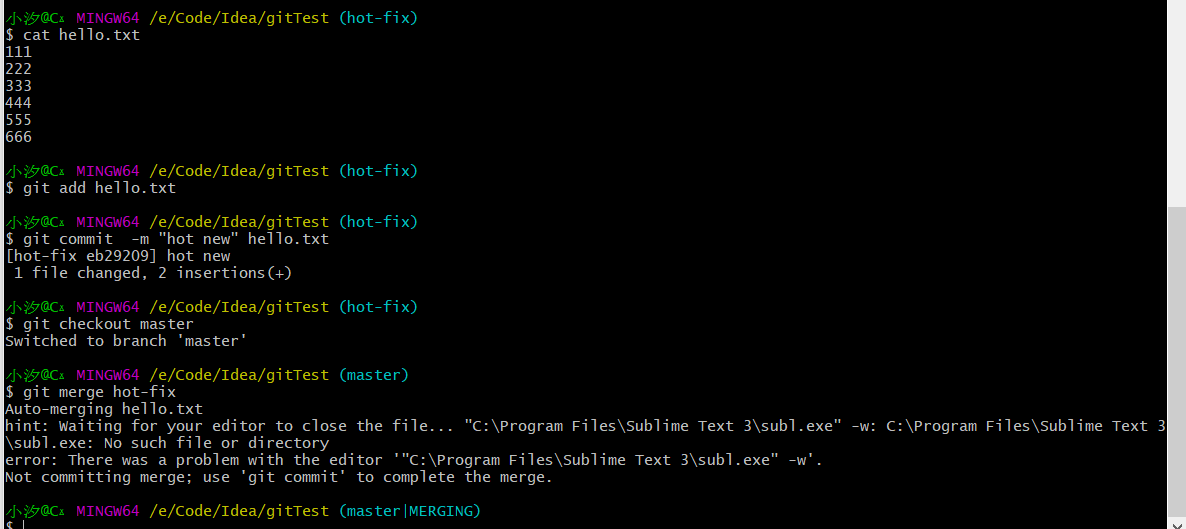 小汐@Cx MINGW64 /e/Code/Idea/gitTest (hot-fix)
$ cat hello.txt
111
222
333
444
555
666
小汐@Cx MINGW64 /e/Code/Idea/gitTest (hot-fix)
$ git add hello.txt
小汐@Cx MINGW64 /e/Code/Idea/gitTest (hot-fix)
$ git commit  -m "hot new" hello.txt
[hot-fix eb29209] hot new
 1 file changed, 2 insertions(+)
小汐@Cx MINGW64 /e/Code/Idea/gitTest (hot-fix)
$ git checkout master
Switched to branch 'master'
小汐@Cx MINGW64 /e/Code/Idea/gitTest (master)
$ git merge hot-fix
Auto-merging hello.txt
hint: Waiting for your editor to close the file... "C:\Program Files\Sublime Text 3\subl.exe" -w: C:\Program Files\Sublime Text 3
\subl.exe: No such file or directory
error: There was a problem with the editor '"C:\Program Files\Sublime Text 3\subl.exe" -w'.
Not committing merge; use 'git commit' to complete the merge.
小汐@Cx MINGW64 /e/Code/Idea/gitTest (master|MERGING)
$